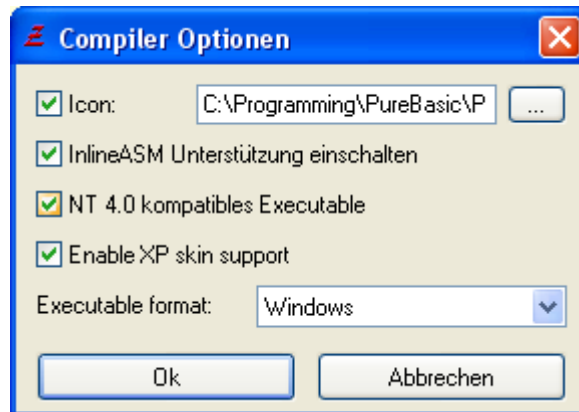 Compiler Optionen
Icon: C:\Programming\PureBasic\P ...
InlineASM Unterstützung einschalten
NT 4.0 kompatibles Executable
Enable XP skin support
Executable format: Windows
Ok Abbrechen